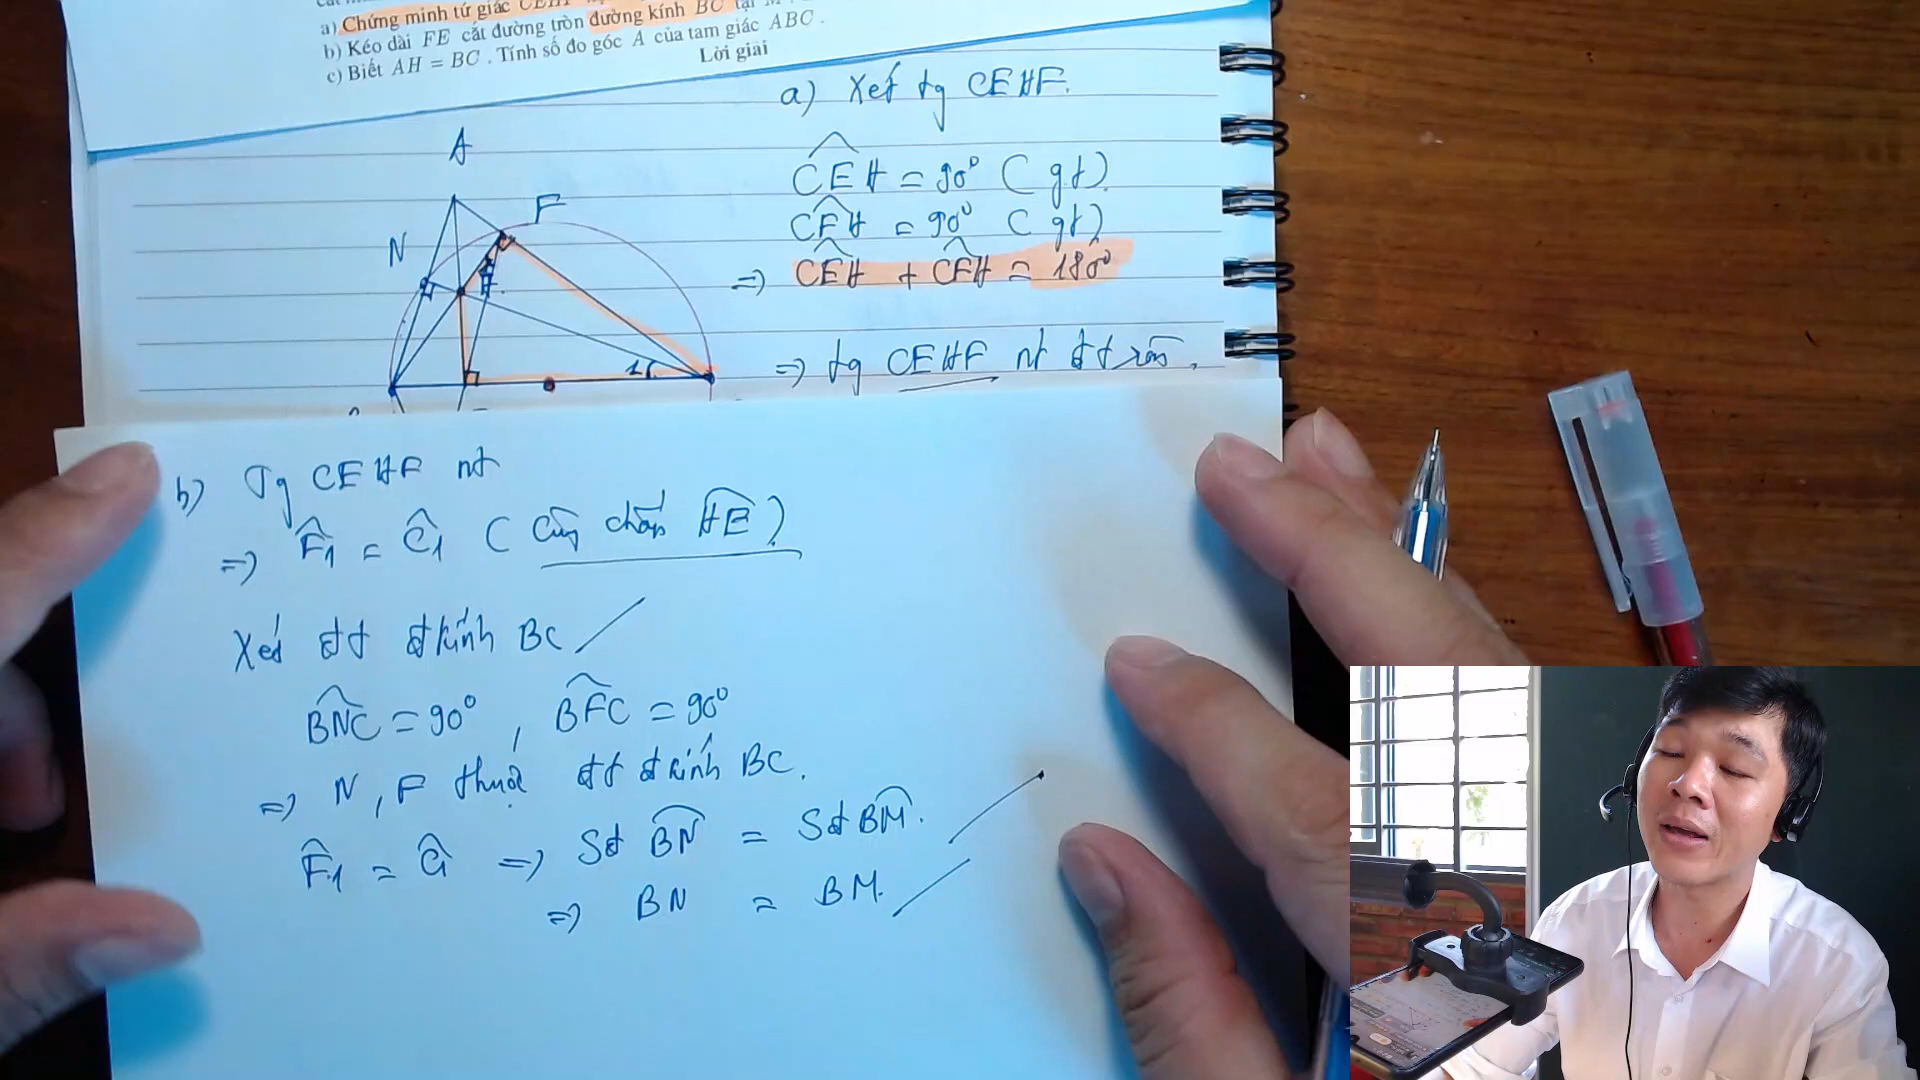 a) Chứng minh tứ giác CEHF
b) Kéo dài FE cắt đường tròn đường kính BC tại M
c) Biết AH = BC . Tính số đo góc A của tam giác ABC .
Lời giải
a) Xét tg CEHF.
CEH = 90° (gt)
CFH = 90° (gt)
=> CEH + CFH = 180°
=> tg CEHF nt đt tròn.
A
F
N
H
1
1
b) Tg CEHF nt
=> F1 = C1 (cùng chắn HE)
Xét đt đkính BC
BNC = 90° , BFC = 90°
=> N, F thuộc đt đkính BC.
F1 = C1 => Sđ BN = Sđ BM.
=> BN = BM.